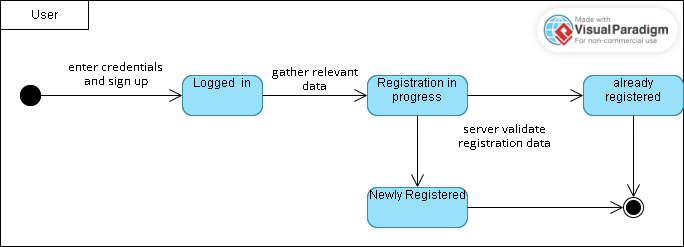 User
Made with
Visual Paradigm
For non-commercial use
enter credentials
and sign up
Logged in
gather relevant
data
Registration in
progress
already
registered
server validate
registration data
Newly Registered